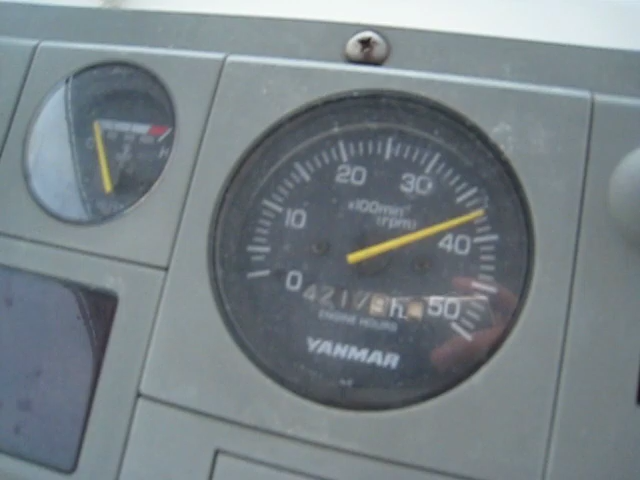 0 10 20 30 40 50
x100min⁻¹
(rpm)
4217 h
ENGINE HOURS
YANMAR
H